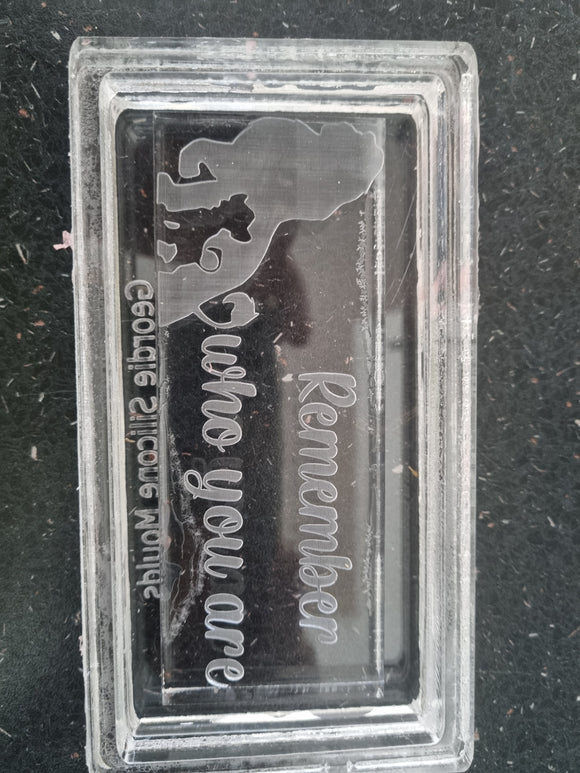 Remember
who you are
Geordie Silicone Moulds